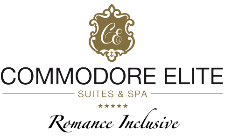 CE
COMMODORE ELITE
SUITES & SPA
★★★★★
Romance Inclusive